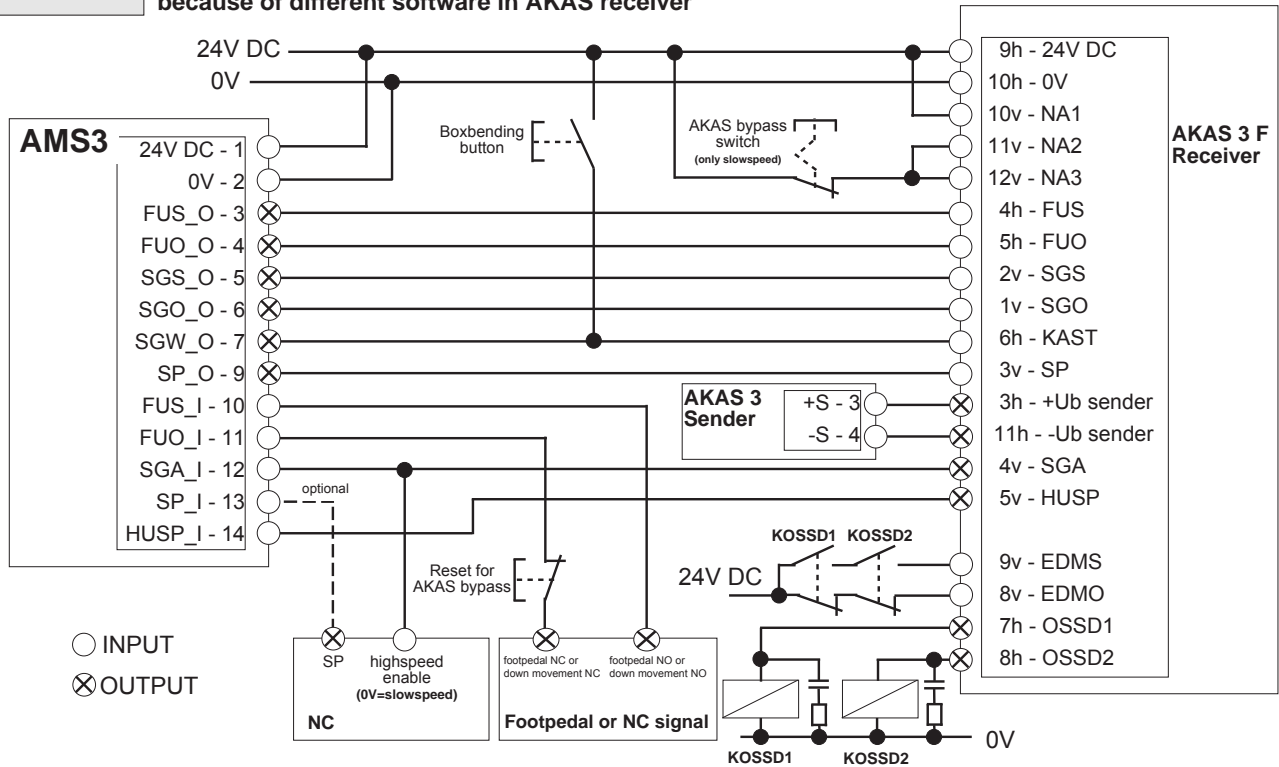 because of different software in AKAS receiver
24V DC
0V
AMS3
24V DC - 1
0V - 2
FUS_O - 3
FUO_O - 4
SGS_O - 5
SGO_O - 6
SGW_O - 7
SP_O - 9
FUS_I - 10
FUO_I - 11
SGA_I - 12
SP_I - 13
HUSP_I - 14
optional
Boxbending
button
AKAS bypass
switch
(only slowspeed)
9h - 24V DC
10h - 0V
10v - NA1
11v - NA2
12v - NA3
4h - FUS
5h - FUO
2v - SGS
1v - SGO
6h - KAST
3v - SP
3h - +Ub sender
11h - -Ub sender
4v - SGA
5v - HUSP
9v - EDMS
8v - EDMO
7h - OSSD1
8h - OSSD2
AKAS 3 F
Receiver
AKAS 3
Sender
+S - 3
-S - 4
Reset for
AKAS bypass
KOSSD1 KOSSD2
24V DC
INPUT
OUTPUT
SP
highspeed
enable
(0V=slowspeed)
NC
footpedal NC or
down movement NC
footpedal NO or
down movement NO
Footpedal or NC signal
0V
KOSSD1
KOSSD2